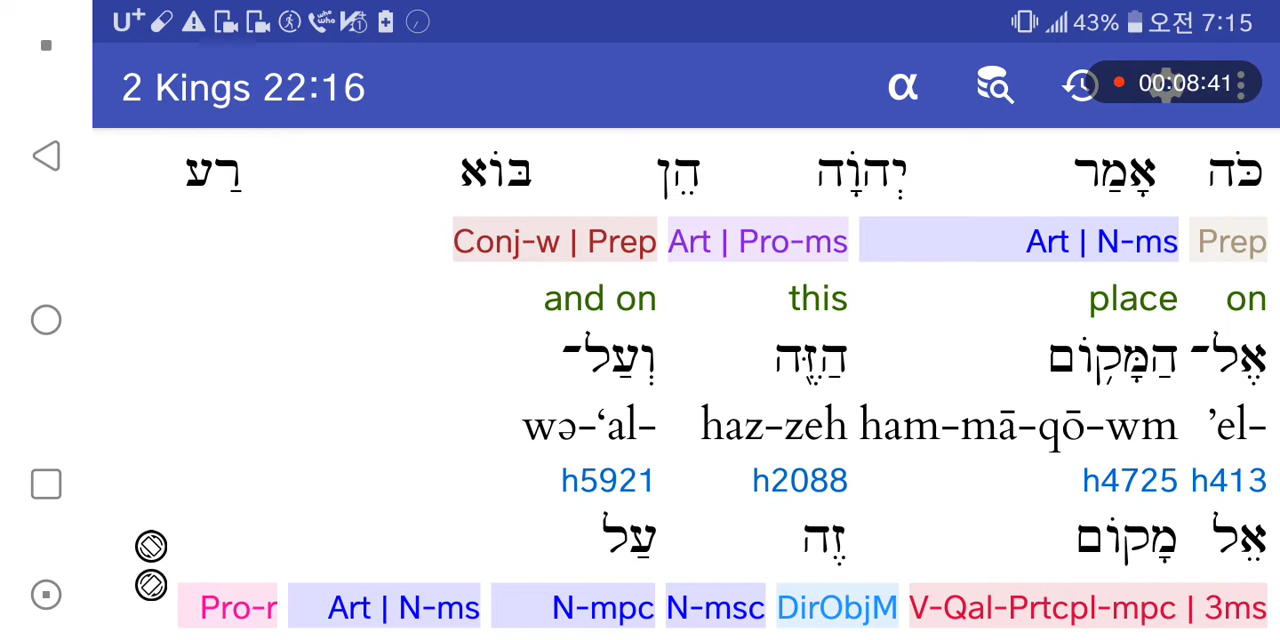 U+ 43% 오전 7:15
2 Kings 22:16 α 00:08:41
כֹּה אָמַר יְהוָֹה הֵן בּוֹא רַע
Prep Art | N-ms Art | Pro-ms Conj-w | Prep
on place this and on
אֶל־ הַמָּק֥וֹם הַזֶּ֖ה וְעַל־
’el- ham-mā-qō-wm haz-zeh wə-‘al-
h413 h4725 h2088 h5921
אֵל מָקוֹם זֶה עַל
V-Qal-Prtcpl-mpc | 3ms DirObjM N-msc N-mpc Art | N-ms Pro-r